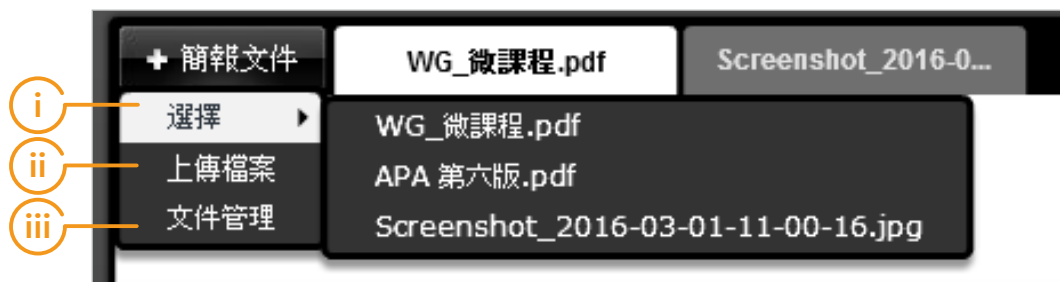 + 簡報文件
WG_微課程.pdf
Screenshot_2016-0...
i
選擇
WG_微課程.pdf
ii
上傳檔案
APA 第六版.pdf
iii
文件管理
Screenshot_2016-03-01-11-00-16.jpg